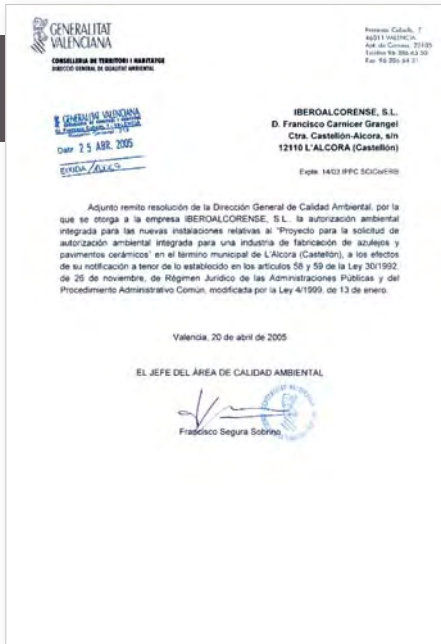 GENERALITAT
VALENCIANA
CONSELLERIA DE TERRITORI I HABITATGE
DIRECCIÓ GENERAL DE QUALITAT AMBIENTAL
46011 VALÈNCIA
GENERALITAT VALENCIANA
Data 25 ABR. 2005
EIXIDA
IBEROALCORENSE, S.L.
D. Francisco Carnicer Grangel
Ctra. Castellón-Alcora, s/n
12110 L'ALCORA (Castellón)
Expte. 14/03 IPPC
Adjunto remito resolución de la Dirección General de Calidad Ambiental, por la
que se otorga a la empresa IBEROALCORENSE, S.L. la autorización ambiental
integrada para las nuevas instalaciones relativas al "Proyecto para la solicitud de
autorización ambiental integrada para una industria de fabricación de azulejos y
pavimentos cerámicos" en el término municipal de L'Alcora (Castellón), a los efectos
de su notificación a tenor de lo establecido en los artículos 58 y 59 de la Ley 30/1992,
de 26 de noviembre, de Régimen Jurídico de las Administraciones Públicas y del
Procedimiento Administrativo Común, modificada por la Ley 4/1999, de 13 de enero.
Valencia, 20 de abril de 2005
EL JEFE DEL ÁREA DE CALIDAD AMBIENTAL
Francisco Segura Sobrino